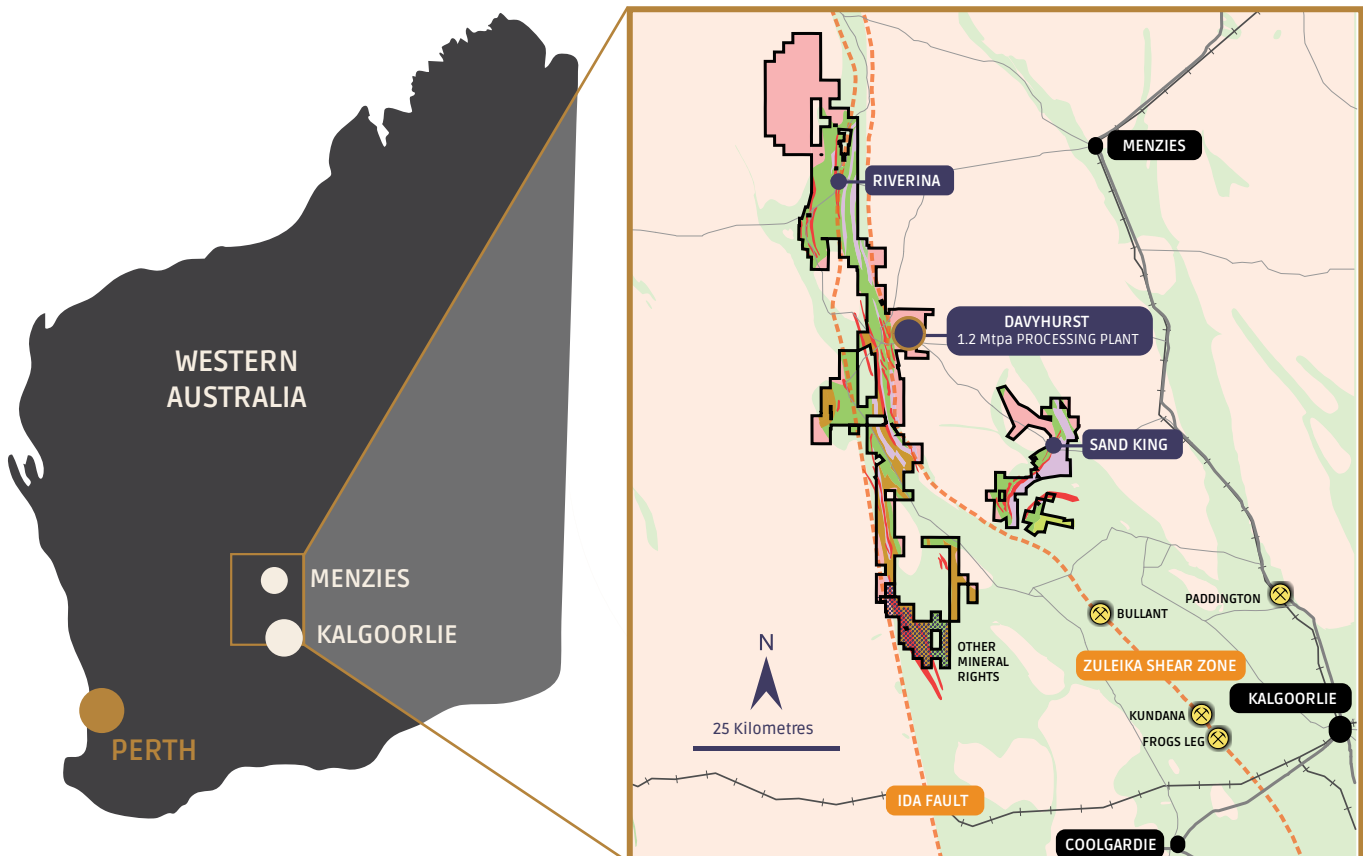 WESTERN
AUSTRALIA
MENZIES
KALGOORLIE
PERTH
MENZIES
RIVERINA
DAVYHURST
1.2 Mtpa PROCESSING PLANT
SAND KING
PADDINGTON
BULLANT
OTHER
MINERAL
RIGHTS
ZULEIKA SHEAR ZONE
KALGOORLIE
N
25 Kilometres
KUNDANA
FROGS LEG
IDA FAULT
COOLGARDIE